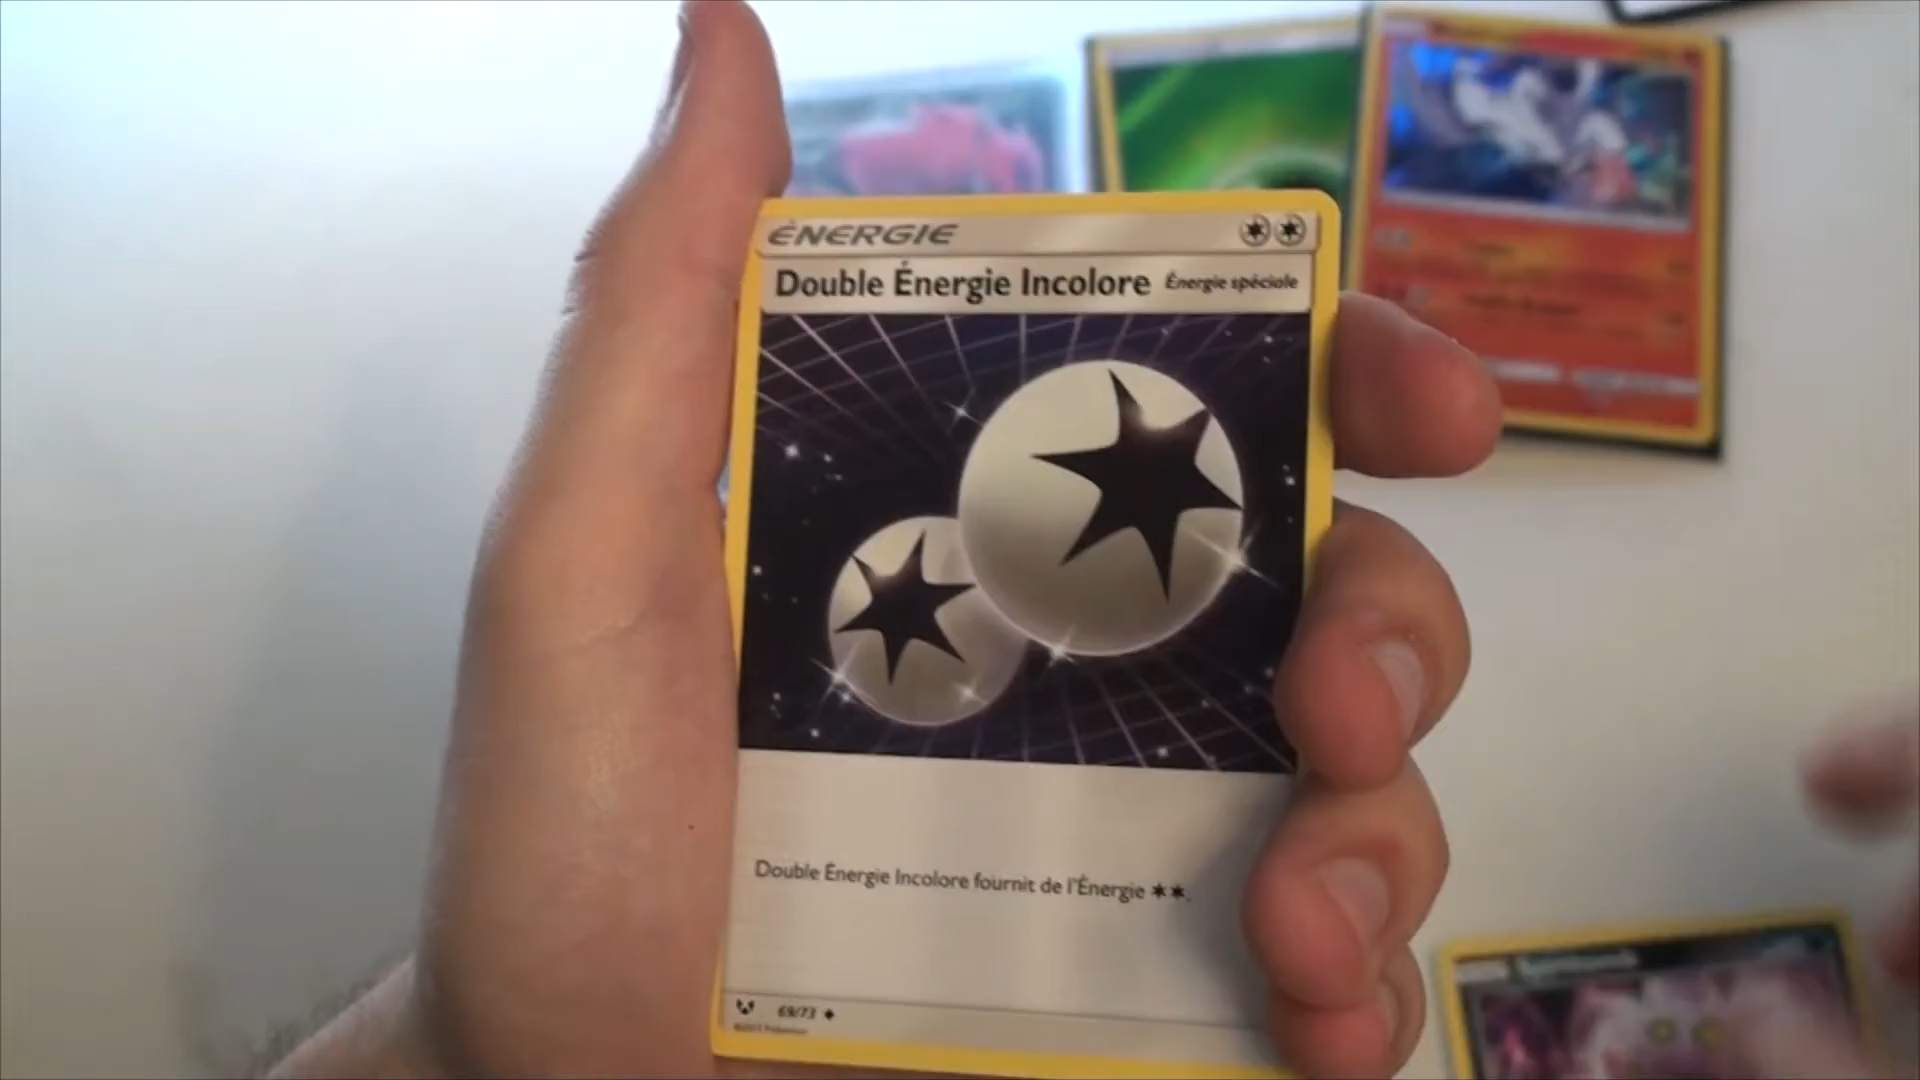 ÉNERGIE
Double Énergie Incolore Énergie spéciale
Double Énergie Incolore fournit de l'Énergie ✶✶.
69/73